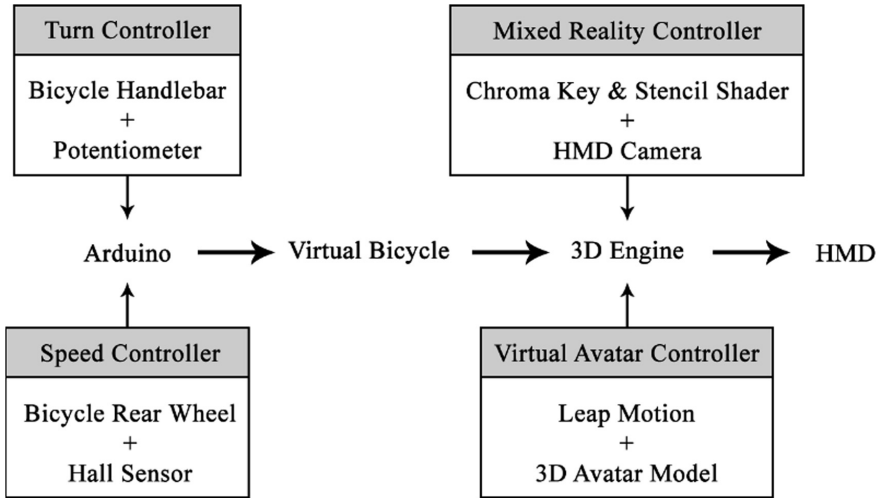 Turn Controller
Bicycle Handlebar
+
Potentiometer
Mixed Reality Controller
Chroma Key & Stencil Shader
+
HMD Camera
Arduino
Virtual Bicycle
3D Engine
HMD
Speed Controller
Bicycle Rear Wheel
+
Hall Sensor
Virtual Avatar Controller
Leap Motion
+
3D Avatar Model